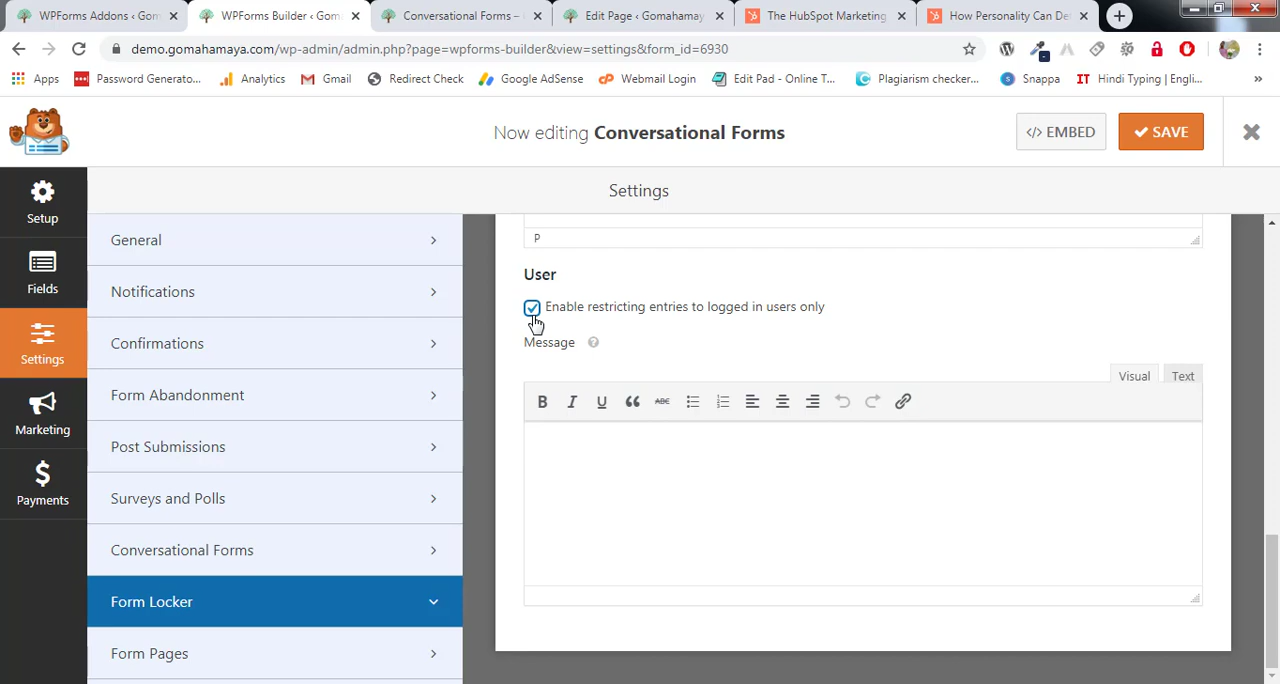 WPForms Addons ‹ Gom
WPForms Builder ‹ Gom
Conversational Forms –
Edit Page ‹ Gomahamay
The HubSpot Marketing
How Personality Can De
demo.gomahamaya.com/wp-admin/admin.php?page=wpforms-builder&view=settings&form_id=6930
Apps
Password Generato...
Analytics
Gmail
Redirect Check
Google AdSense
Webmail Login
Edit Pad - Online T...
Plagiarism checker...
Snappa
Hindi Typing | Engli...
Now editing Conversational Forms
</> EMBED
SAVE
Setup
Fields
Settings
Marketing
Payments
Settings
General
Notifications
Confirmations
Form Abandonment
Post Submissions
Surveys and Polls
Conversational Forms
Form Locker
Form Pages
P
User
Enable restricting entries to logged in users only
Message
Visual
Text
B I U ABC